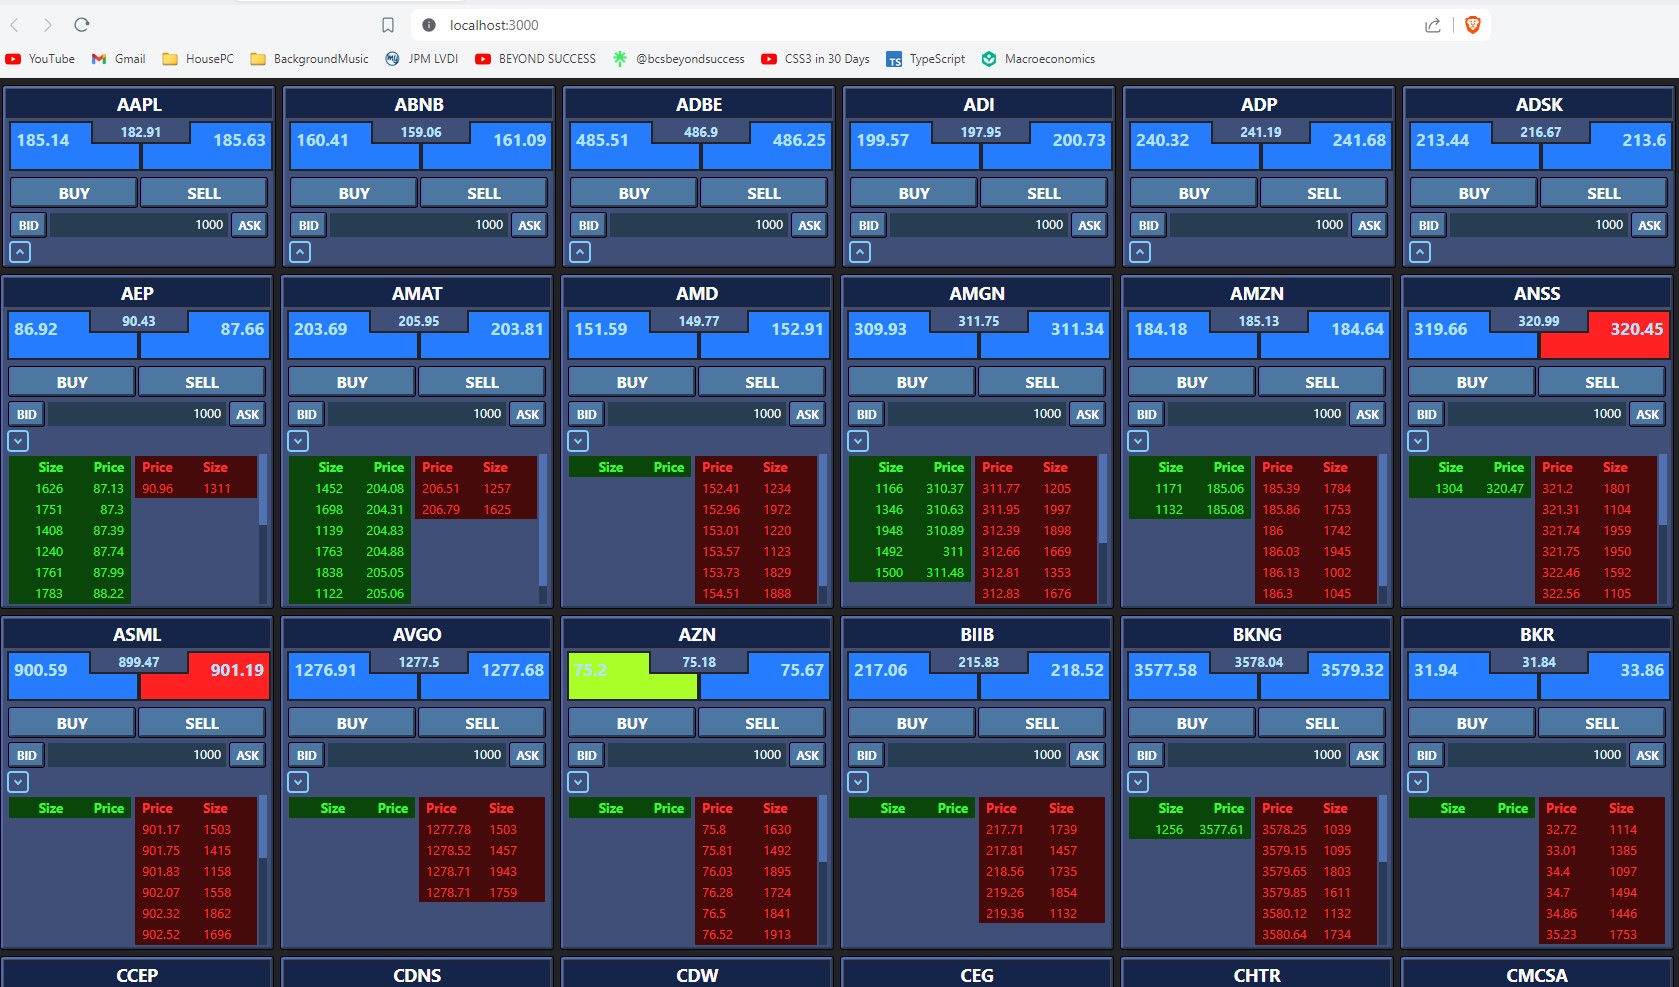 localhost:3000
YouTube Gmail HousePC BackgroundMusic JPM LVDI BEYOND SUCCESS @bcsbeyondsuccess CSS3 in 30 Days TypeScript Macroeconomics
AAPL ABNB ADBE ADI ADP ADSK
185.14 182.91 185.63 160.41 159.06 161.09 485.51 486.9 486.25 199.57 197.95 200.73 240.32 241.19 241.68 213.44 216.67 213.6
BUY SELL BUY SELL BUY SELL BUY SELL BUY SELL BUY SELL
BID 1000 ASK BID 1000 ASK BID 1000 ASK BID 1000 ASK BID 1000 ASK BID 1000 ASK
AEP AMAT AMD AMGN AMZN ANSS
86.92 90.43 87.66 203.69 205.95 203.81 151.59 149.77 152.91 309.93 311.75 311.34 184.18 185.13 184.64 319.66 320.99 320.45
BUY SELL BUY SELL BUY SELL BUY SELL BUY SELL BUY SELL
BID 1000 ASK BID 1000 ASK BID 1000 ASK BID 1000 ASK BID 1000 ASK BID 1000 ASK
Size Price Price Size Size Price Price Size Size Price Price Size Size Price Price Size Size Price Price Size Size Price Price Size
1626 87.13 90.96 1311 1452 204.08 206.51 1257 152.41 1234 1166 310.37 311.77 1205 1171 185.06 185.39 1784 1304 320.47 321.2 1801
1751 87.3 1698 204.31 206.79 1625 152.96 1972 1346 310.63 311.95 1997 1132 185.08 185.86 1753 321.31 1104
1408 87.39 1139 204.83 153.01 1220 1948 310.89 312.39 1898 186 1742 321.74 1959
1240 87.74 1763 204.88 153.57 1123 1492 311 312.66 1669 186.03 1945 321.75 1950
1761 87.99 1838 205.05 153.73 1829 1500 311.48 312.81 1353 186.13 1002 322.46 1592
1783 88.22 1122 205.06 154.51 1888 312.83 1676 186.3 1045 322.56 1105
ASML AVGO AZN BIIB BKNG BKR
900.59 899.47 901.19 1276.91 1277.5 1277.68 75.2 75.18 75.67 217.06 215.83 218.52 3577.58 3578.04 3579.32 31.94 31.84 33.86
BUY SELL BUY SELL BUY SELL BUY SELL BUY SELL BUY SELL
BID 1000 ASK BID 1000 ASK BID 1000 ASK BID 1000 ASK BID 1000 ASK BID 1000 ASK
Size Price Price Size Size Price Price Size Size Price Price Size Size Price Price Size Size Price Price Size Size Price Price Size
901.17 1503 1277.78 1503 75.8 1630 217.71 1739 1256 3577.61 3578.25 1039 32.72 1114
901.75 1415 1278.52 1457 75.81 1492 217.81 1457 3579.15 1095 33.01 1385
901.83 1158 1278.71 1943 76.03 1895 218.56 1735 3579.65 1803 34.4 1097
902.07 1558 1278.71 1759 76.28 1724 219.26 1854 3579.85 1611 34.7 1494
902.32 1862 76.5 1841 219.36 1132 3580.12 1132 34.86 1446
902.52 1696 76.52 1913 3580.64 1734 35.23 1753
CCEP CDNS CDW CEG CHTR CMCSA